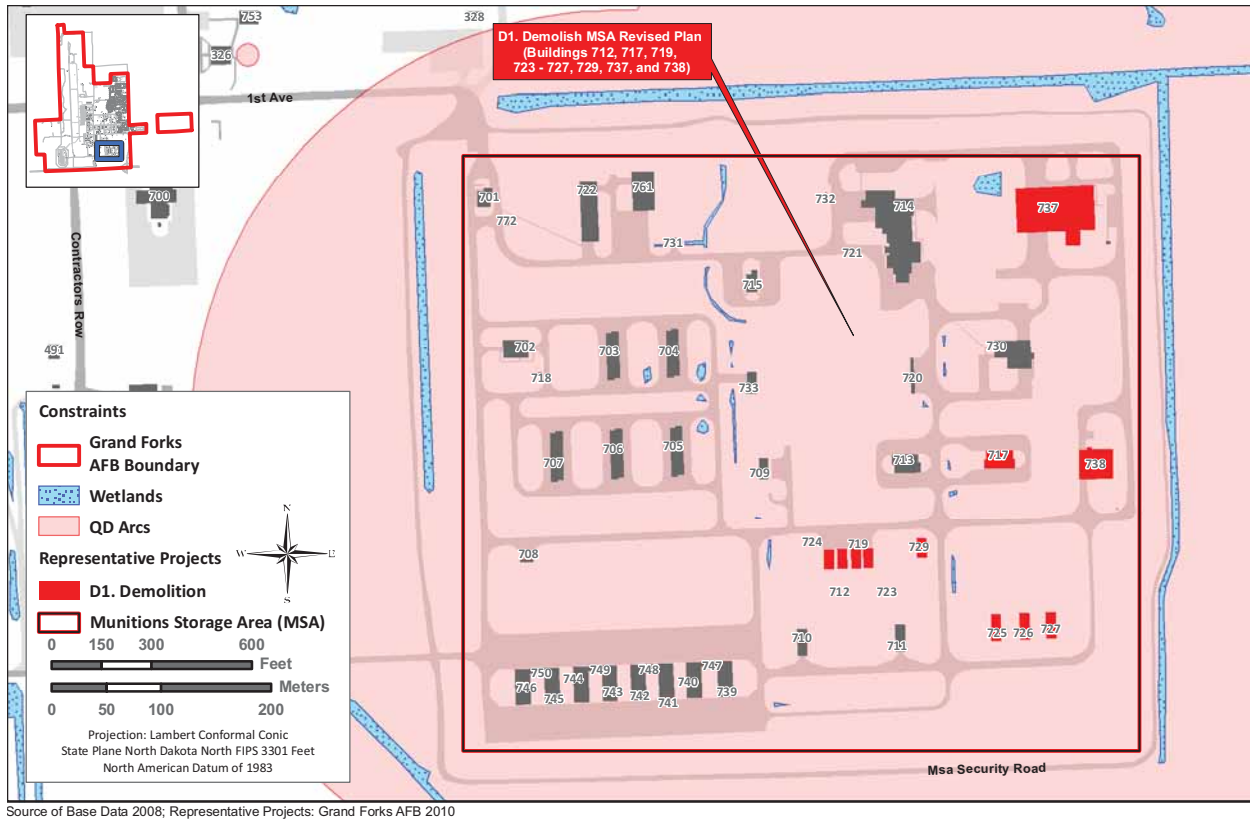 753
328
326
D1. Demolish MSA Revised Plan
(Buildings 712, 717, 719,
723 - 727, 729, 737, and 738)
1st Ave
700
Contractors Row
491
701
722
761
772
731
732
714
721
737
715
702
718
703
704
733
720
730
707
706
705
709
713
717
738
708
724
719
729
712
723
710
711
725
726
727
750
749
748
747
746
744
740
745
743
742
741
739
Msa Security Road
Constraints
Grand Forks
AFB Boundary
Wetlands
QD Arcs
Representative Projects
D1. Demolition
Munitions Storage Area (MSA)
N
W
E
S
0 150 300 600
Feet
Meters
0 50 100 200
Projection: Lambert Conformal Conic
State Plane North Dakota North FIPS 3301 Feet
North American Datum of 1983
Source of Base Data 2008; Representative Projects: Grand Forks AFB 2010